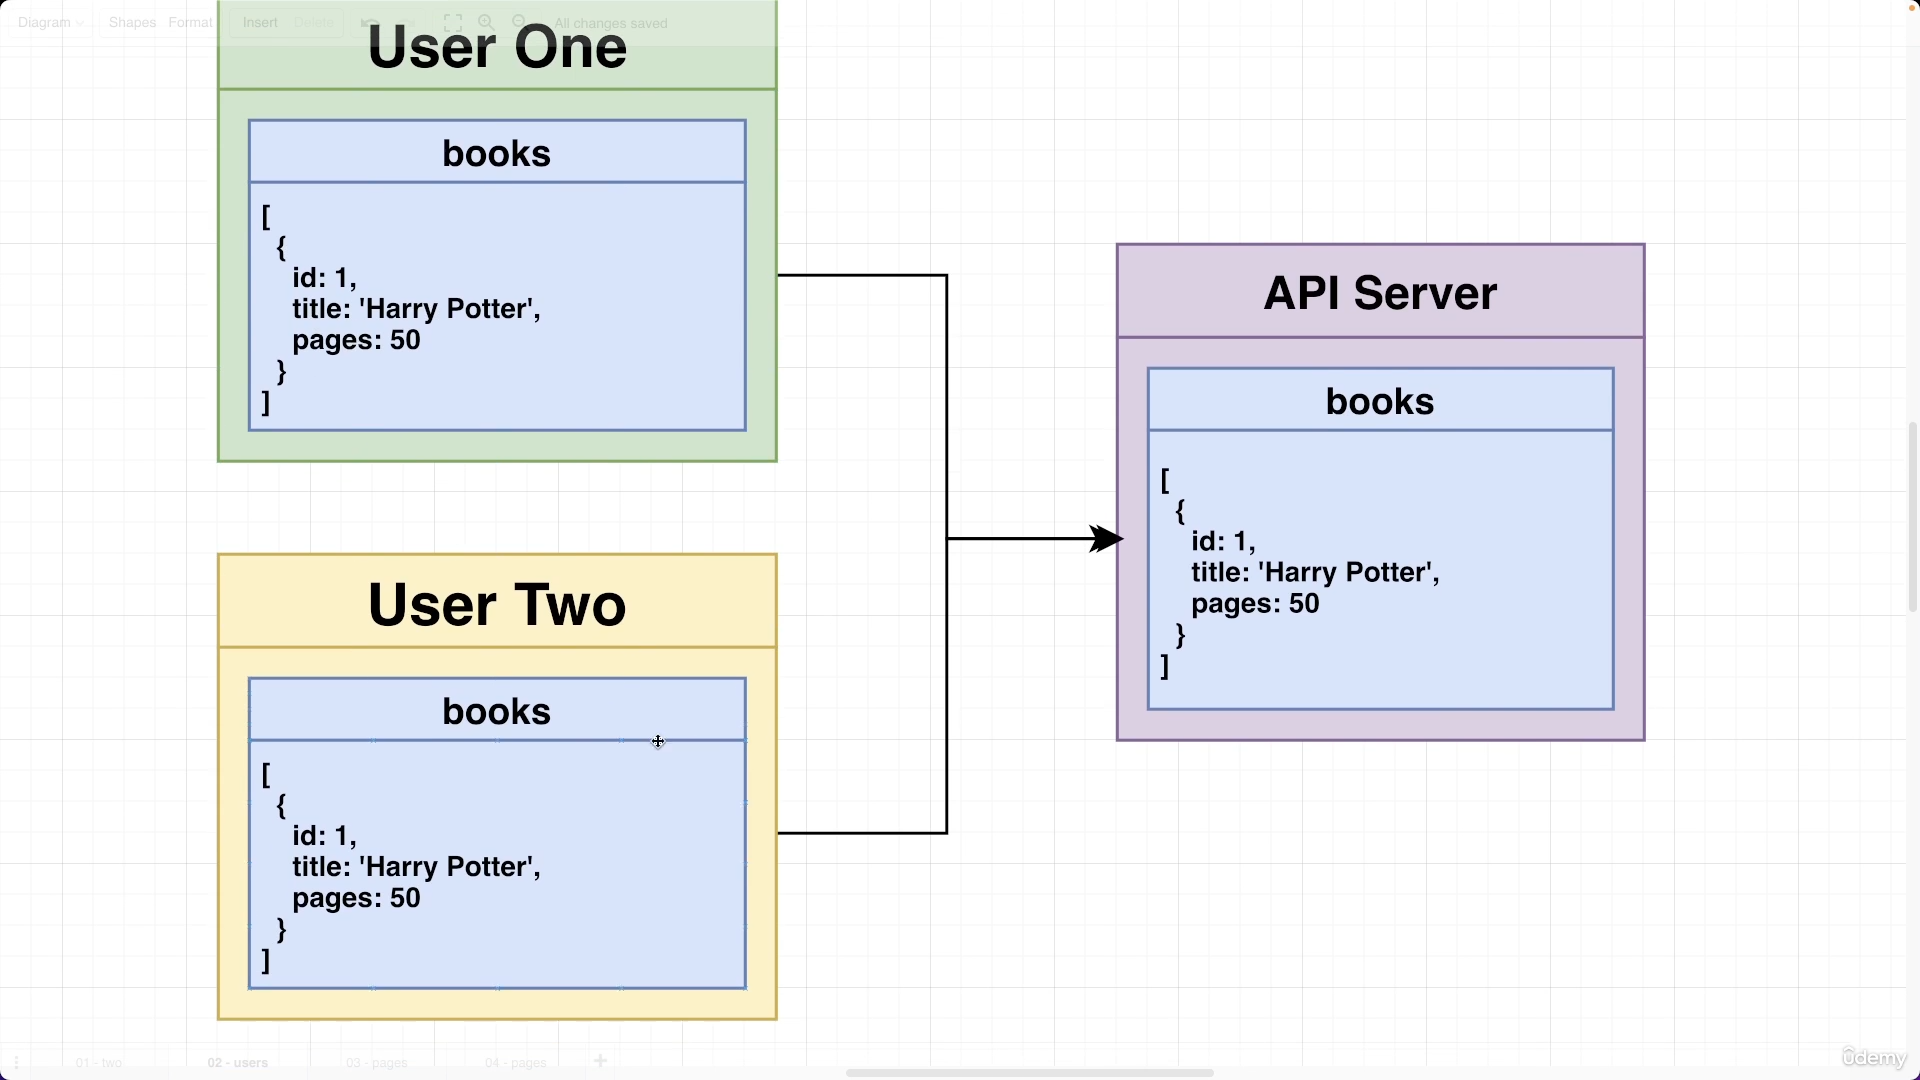 Diagram Shapes Format Insert Delete All changes saved
User One
books
[
{
id: 1,
title: 'Harry Potter',
pages: 50
}
]
API Server
books
[
{
id: 1,
title: 'Harry Potter',
pages: 50
}
]
User Two
books
[
{
id: 1,
title: 'Harry Potter',
pages: 50
}
]
01 - two 02 - users 03 - pages 04 - pages
ûdemy